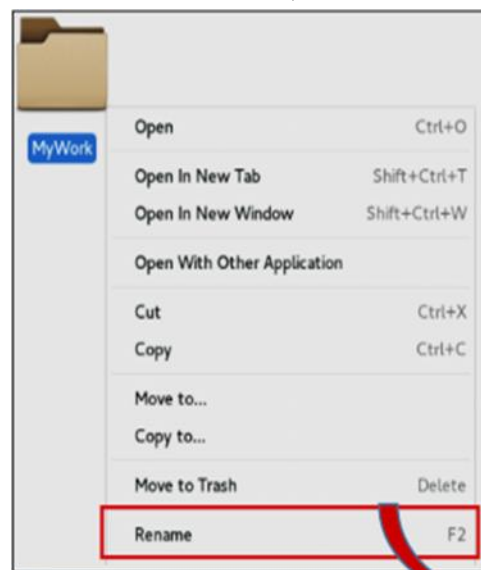 MyWork
Open Ctrl+O
Open In New Tab Shift+Ctrl+T
Open In New Window Shift+Ctrl+W
Open With Other Application
Cut Ctrl+X
Copy Ctrl+C
Move to...
Copy to...
Move to Trash Delete
Rename F2